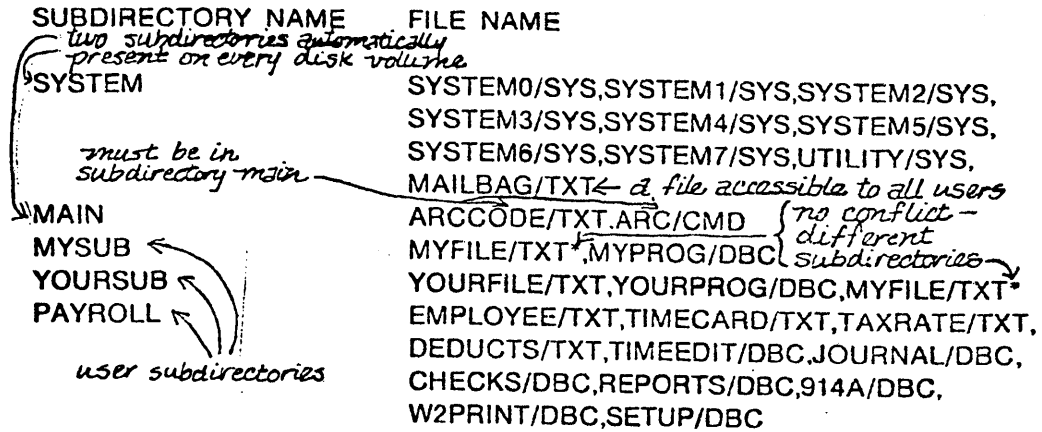 SUBDIRECTORY NAME FILE NAME
two subdirectories automatically
present on every disk volume
SYSTEM SYSTEM0/SYS,SYSTEM1/SYS,SYSTEM2/SYS,
SYSTEM3/SYS,SYSTEM4/SYS,SYSTEM5/SYS,
must be in
subdirectory main
SYSTEM6/SYS,SYSTEM7/SYS,UTILITY/SYS,
MAILBAG/TXT← a file accessible to all users
MAIN ARCCODE/TXT.ARC/CMD
no conflict -
different
subdirectories
MYSUB MYFILE/TXT*,MYPROG/DBC
YOURSUB YOURFILE/TXT,YOURPROG/DBC,MYFILE/TXT*
PAYROLL EMPLOYEE/TXT,TIMECARD/TXT,TAXRATE/TXT,
DEDUCTS/TXT,TIMEEDIT/DBC,JOURNAL/DBC,
user subdirectories
CHECKS/DBC,REPORTS/DBC,914A/DBC,
W2PRINT/DBC,SETUP/DBC